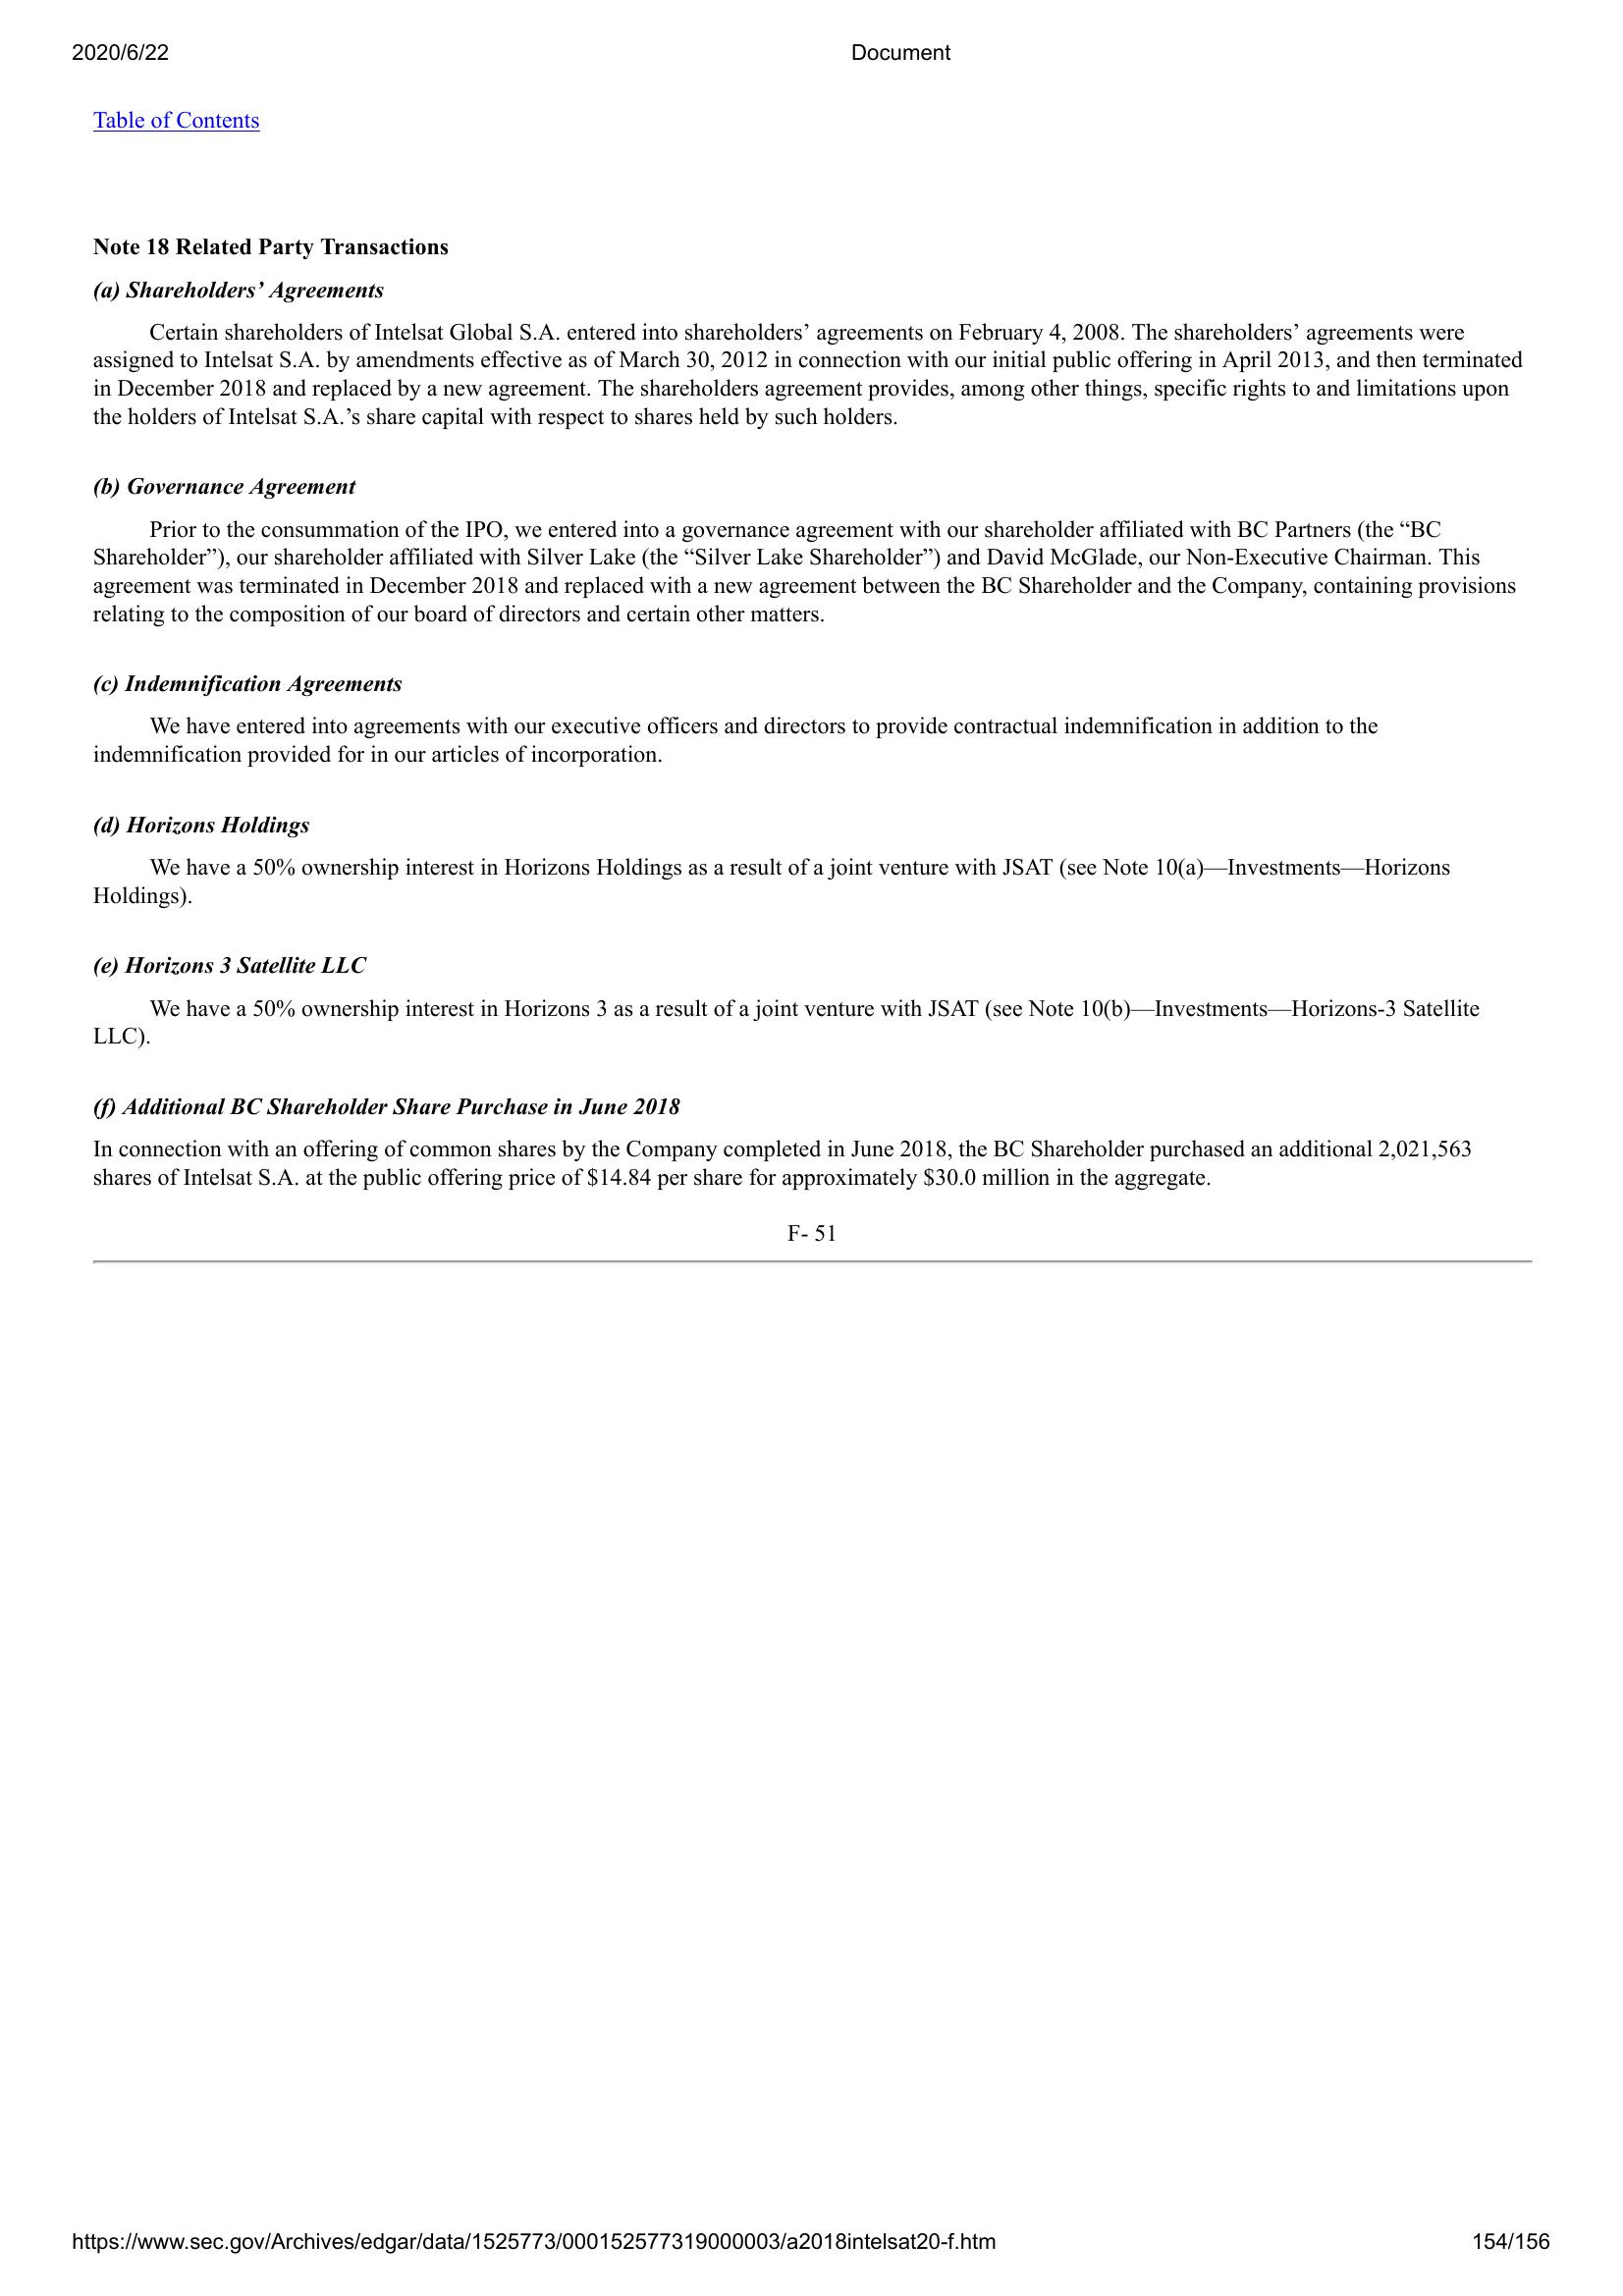 2020/6/22
Document
Table of Contents
Note 18 Related Party Transactions
(a) Shareholders’ Agreements
Certain shareholders of Intelsat Global S.A. entered into shareholders’ agreements on February 4, 2008. The shareholders’ agreements were
assigned to Intelsat S.A. by amendments effective as of March 30, 2012 in connection with our initial public offering in April 2013, and then terminated
in December 2018 and replaced by a new agreement. The shareholders agreement provides, among other things, specific rights to and limitations upon
the holders of Intelsat S.A.’s share capital with respect to shares held by such holders.
(b) Governance Agreement
Prior to the consummation of the IPO, we entered into a governance agreement with our shareholder affiliated with BC Partners (the “BC
Shareholder”), our shareholder affiliated with Silver Lake (the “Silver Lake Shareholder”) and David McGlade, our Non-Executive Chairman. This
agreement was terminated in December 2018 and replaced with a new agreement between the BC Shareholder and the Company, containing provisions
relating to the composition of our board of directors and certain other matters.
(c) Indemnification Agreements
We have entered into agreements with our executive officers and directors to provide contractual indemnification in addition to the
indemnification provided for in our articles of incorporation.
(d) Horizons Holdings
We have a 50% ownership interest in Horizons Holdings as a result of a joint venture with JSAT (see Note 10(a)—Investments—Horizons
Holdings).
(e) Horizons 3 Satellite LLC
We have a 50% ownership interest in Horizons 3 as a result of a joint venture with JSAT (see Note 10(b)—Investments—Horizons-3 Satellite
LLC).
(f) Additional BC Shareholder Share Purchase in June 2018
In connection with an offering of common shares by the Company completed in June 2018, the BC Shareholder purchased an additional 2,021,563
shares of Intelsat S.A. at the public offering price of $14.84 per share for approximately $30.0 million in the aggregate.
F- 51
https://www.sec.gov/Archives/edgar/data/1525773/000152577319000003/a2018intelsat20-f.htm
154/156